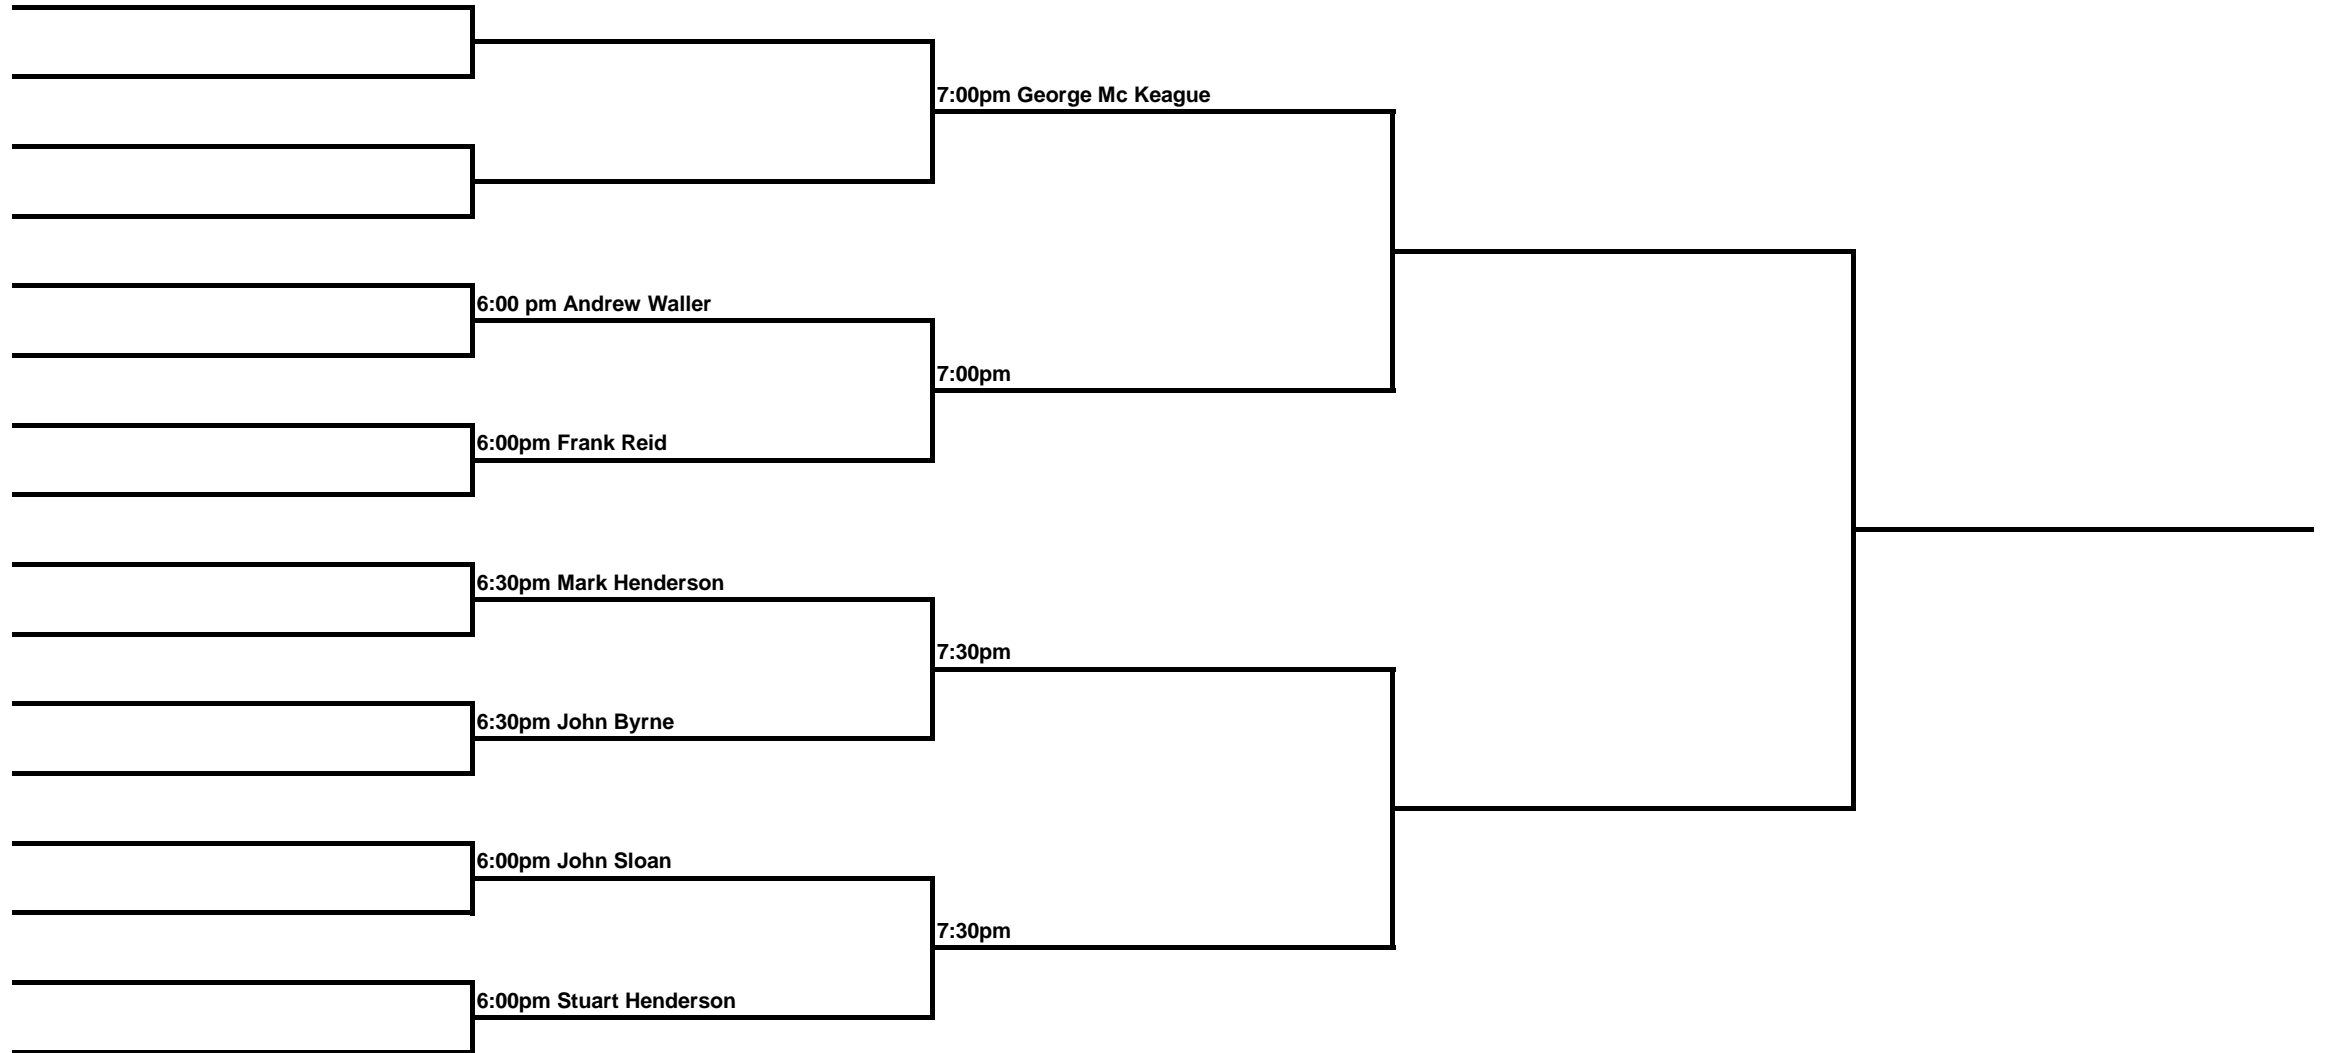 7:00pm George Mc Keague
6:00 pm Andrew Waller
7:00pm
6:00pm Frank Reid
6:30pm Mark Henderson
7:30pm
6:30pm John Byrne
6:00pm John Sloan
7:30pm
6:00pm Stuart Henderson